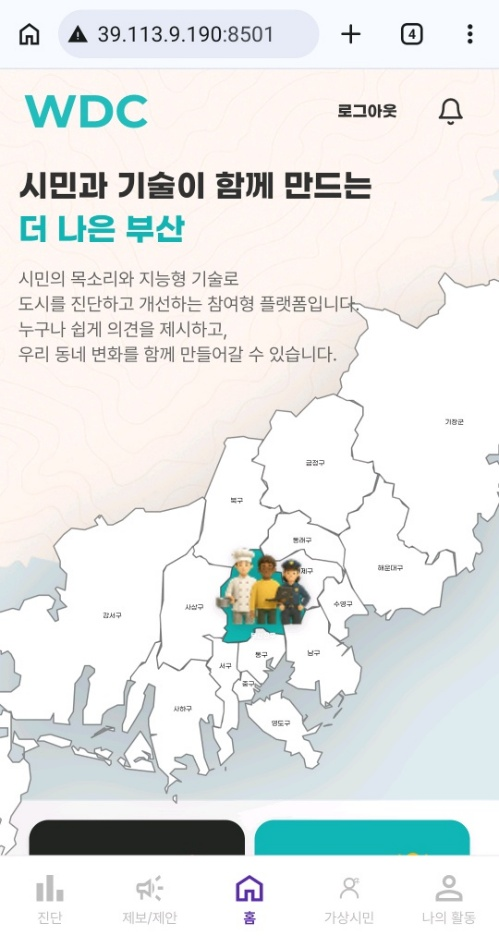 39.113.9.190:8501
4
WDC
로그아웃
시민과 기술이 함께 만드는
더 나은 부산
시민의 목소리와 지능형 기술로
도시를 진단하고 개선하는 참여형 플랫폼입니다.
누구나 쉽게 의견을 제시하고,
우리 동네 변화를 함께 만들어갈 수 있습니다.
기장군
금정구
북구
동래구
해운대구
사상구
수영구
강서구
동구
남구
서구
중구
사하구
영도구
진단
제보/제안
홈
가상시민
나의 활동